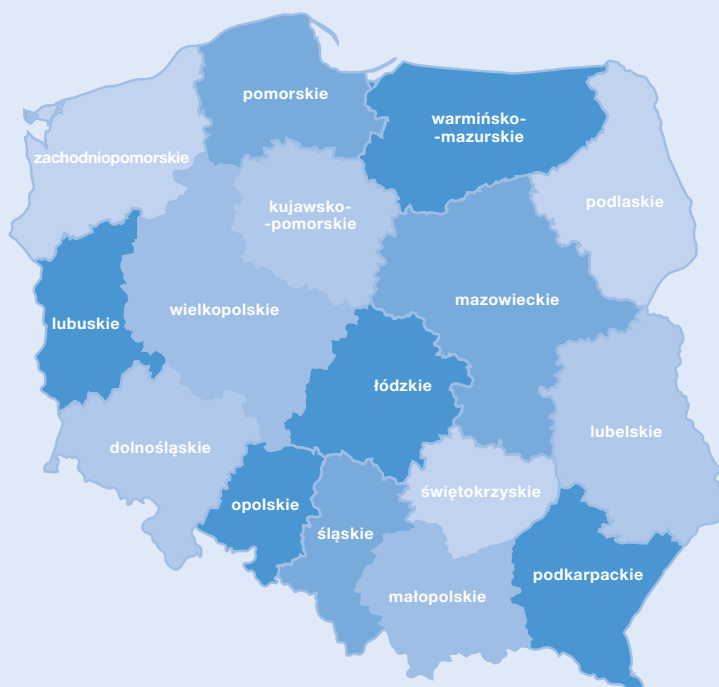 pomorskie
warmińsko-
-mazurskie
zachodniopomorskie
podlaskie
kujawsko-
-pomorskie
mazowieckie
wielkopolskie
lubuskie
łódzkie
lubelskie
dolnośląskie
świętokrzyskie
opolskie
śląskie
podkarpackie
małopolskie